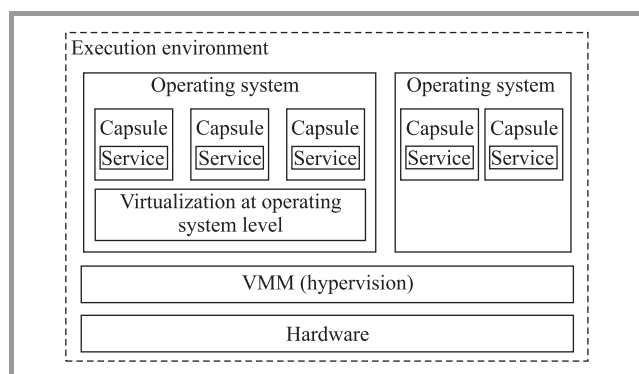 Execution environment
Operating system
Capsule
Service
Capsule
Service
Capsule
Service
Virtualization at operating
system level
Operating system
Capsule
Service
Capsule
Service
VMM (hypervision)
Hardware